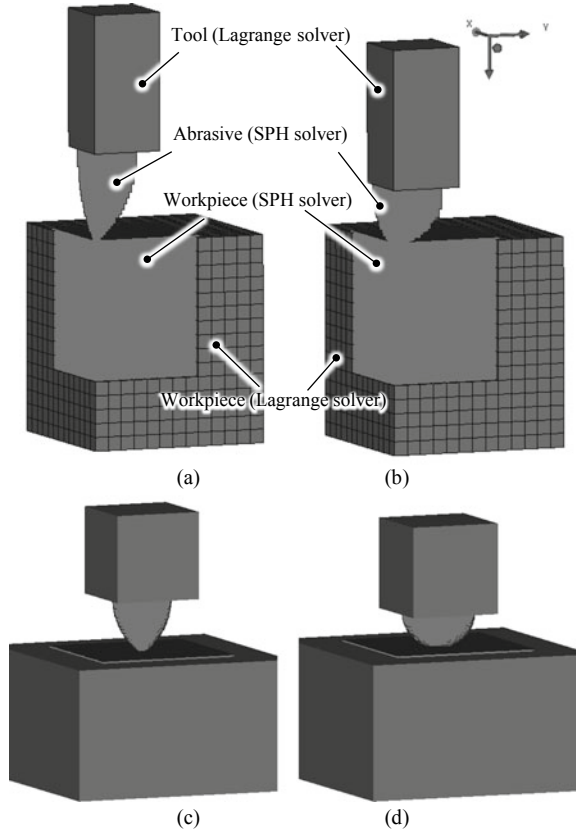 X
Y
Tool (Lagrange solver)
Abrasive (SPH solver)
Workpiece (SPH solver)
Workpiece (Lagrange solver)
(a)
(b)
(c)
(d)